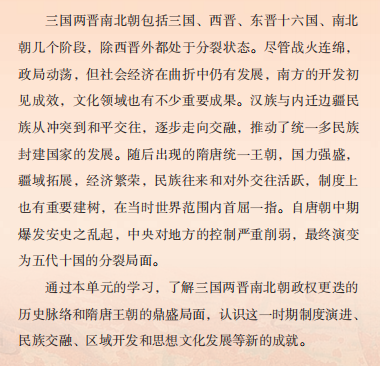 三国两晋南北朝包括三国、西晋、东晋十六国、南北
朝几个阶段，除西晋外都处于分裂状态。尽管战火连绵，
政局动荡，但社会经济在曲折中仍有发展，南方的开发初
见成效，文化领域也有不少重要成果。汉族与内迁边疆民
族从冲突到和平交往，逐步走向交融，推动了统一多民族
封建国家的发展。随后出现的隋唐统一王朝，国力强盛，
疆域拓展，经济繁荣，民族往来和对外交往活跃，制度上
也有重要建树，在当时世界范围内首屈一指。自唐朝中期
爆发安史之乱起，中央对地方的控制严重削弱，最终演变
为五代十国的分裂局面。
通过本单元的学习，了解三国两晋南北朝政权更迭的
历史脉络和隋唐王朝的鼎盛局面，认识这一时期制度演进、
民族交融、区域开发和思想文化发展等新的成就。